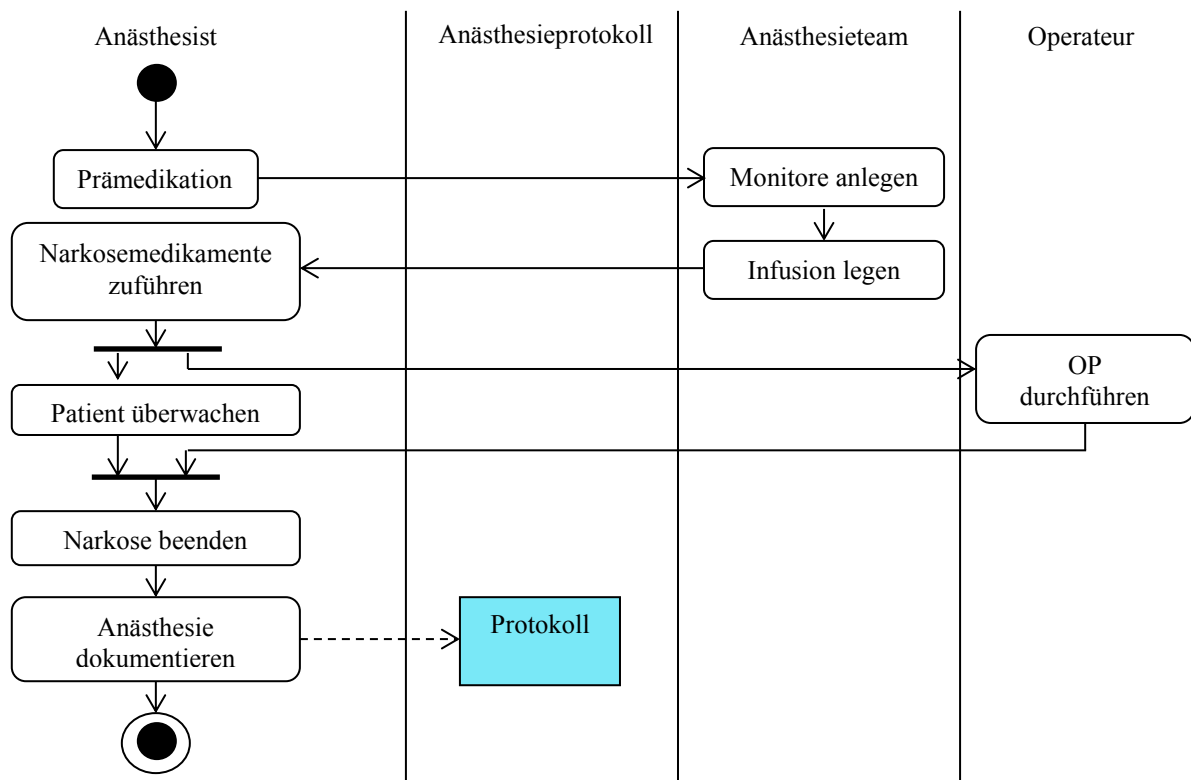 Anästhesist
Anästhesieprotokoll
Anästhesieteam
Operateur
Prämedikation
Monitore anlegen
Narkosemedikamente
zuführen
Infusion legen
OP
durchführen
Patient überwachen
Narkose beenden
Anästhesie
dokumentieren
Protokoll